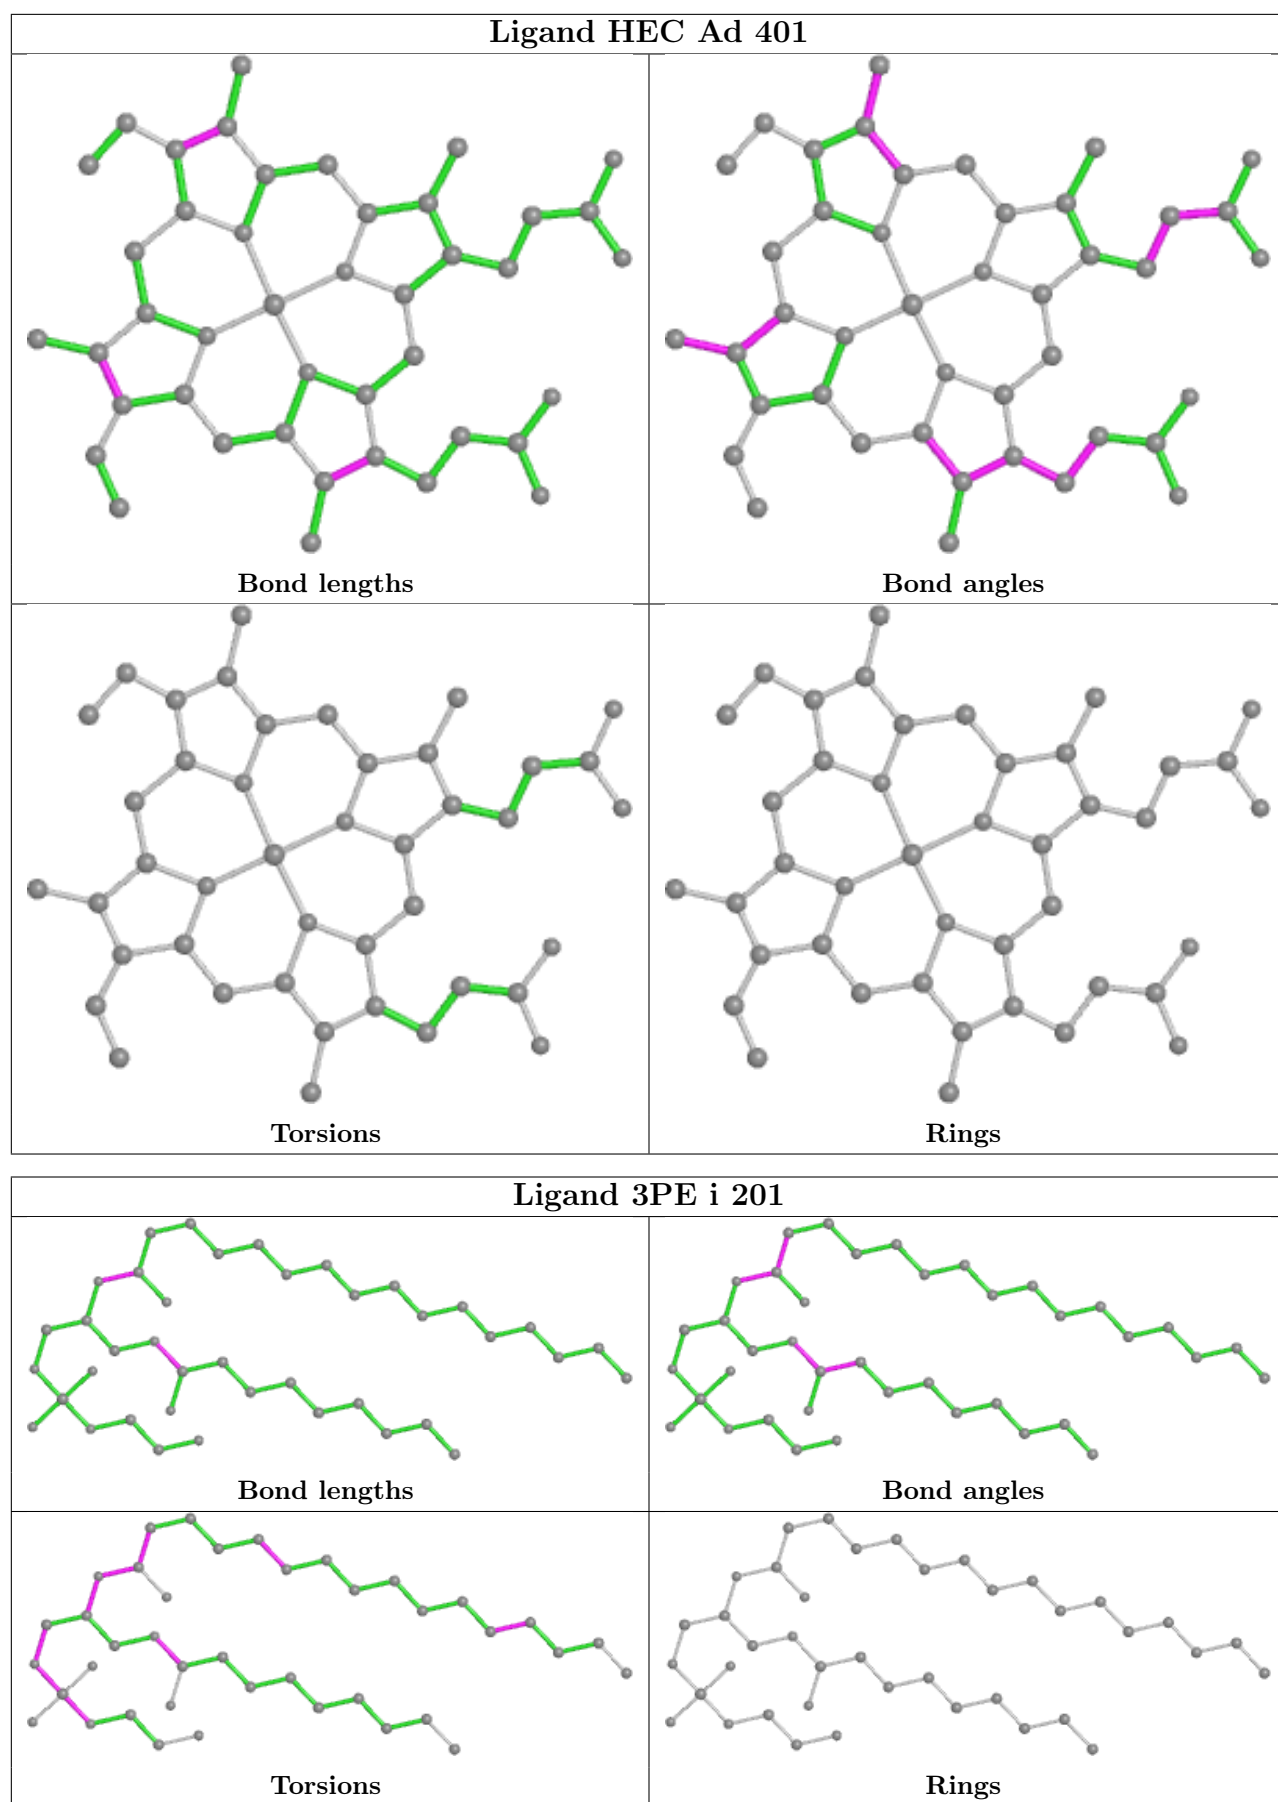 Ligand HEC Ad 401
Bond lengths
Bond angles
Torsions
Rings
Ligand 3PE i 201
Bond lengths
Bond angles
Torsions
Rings